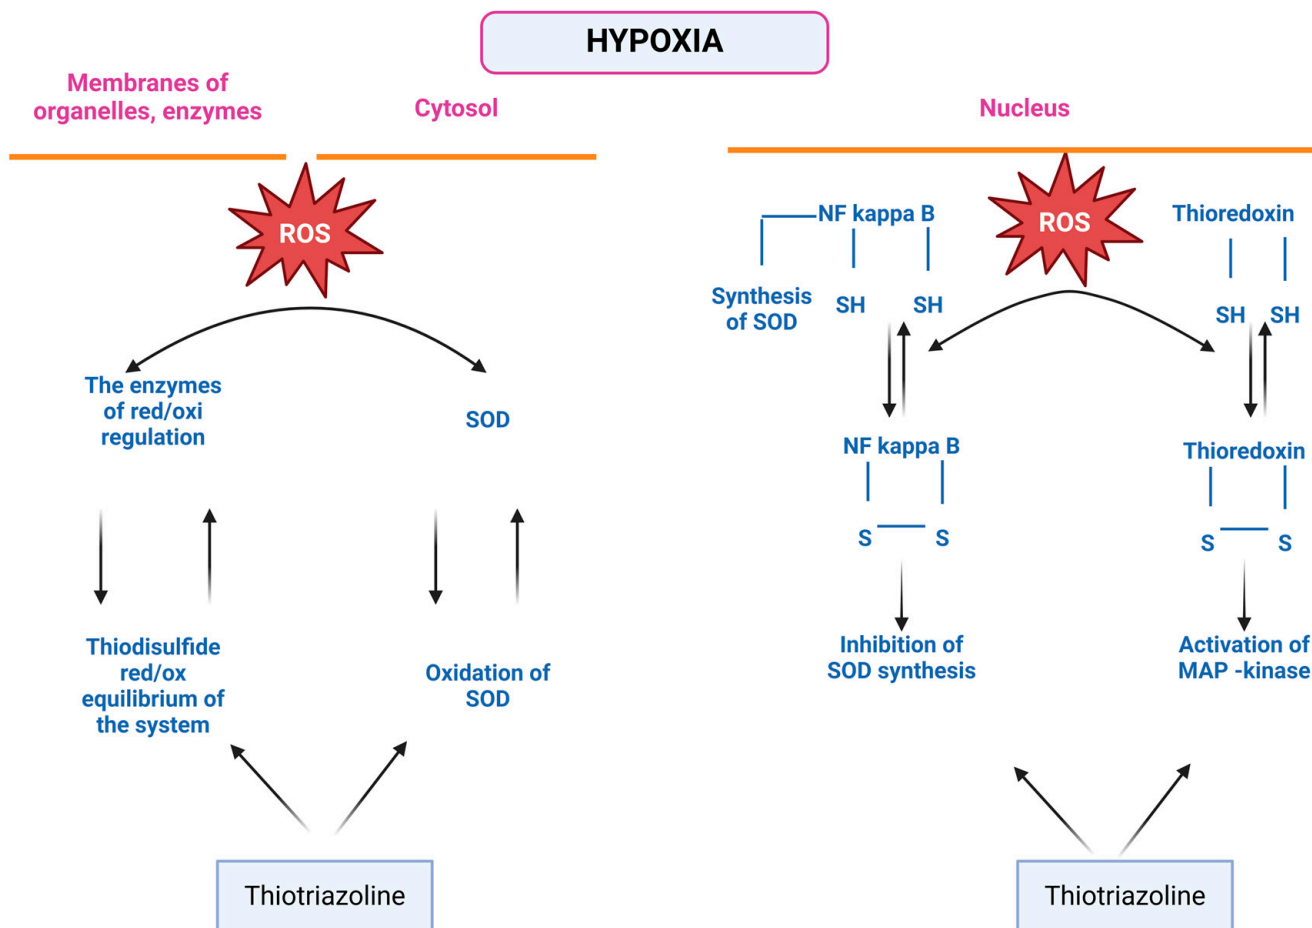 HYPOXIA
Membranes of
organelles, enzymes
Cytosol
Nucleus
ROS
The enzymes
of red/oxi
regulation
SOD
Thiodisulfide
red/ox
equilibrium of
the system
Oxidation of
SOD
Thiotriazoline
ROS
NF kappa B
Synthesis
of SOD
SH
SH
Thioredoxin
SH
SH
NF kappa B
S
S
Thioredoxin
S
S
Inhibition of
SOD synthesis
Activation of
MAP -kinase
Thiotriazoline